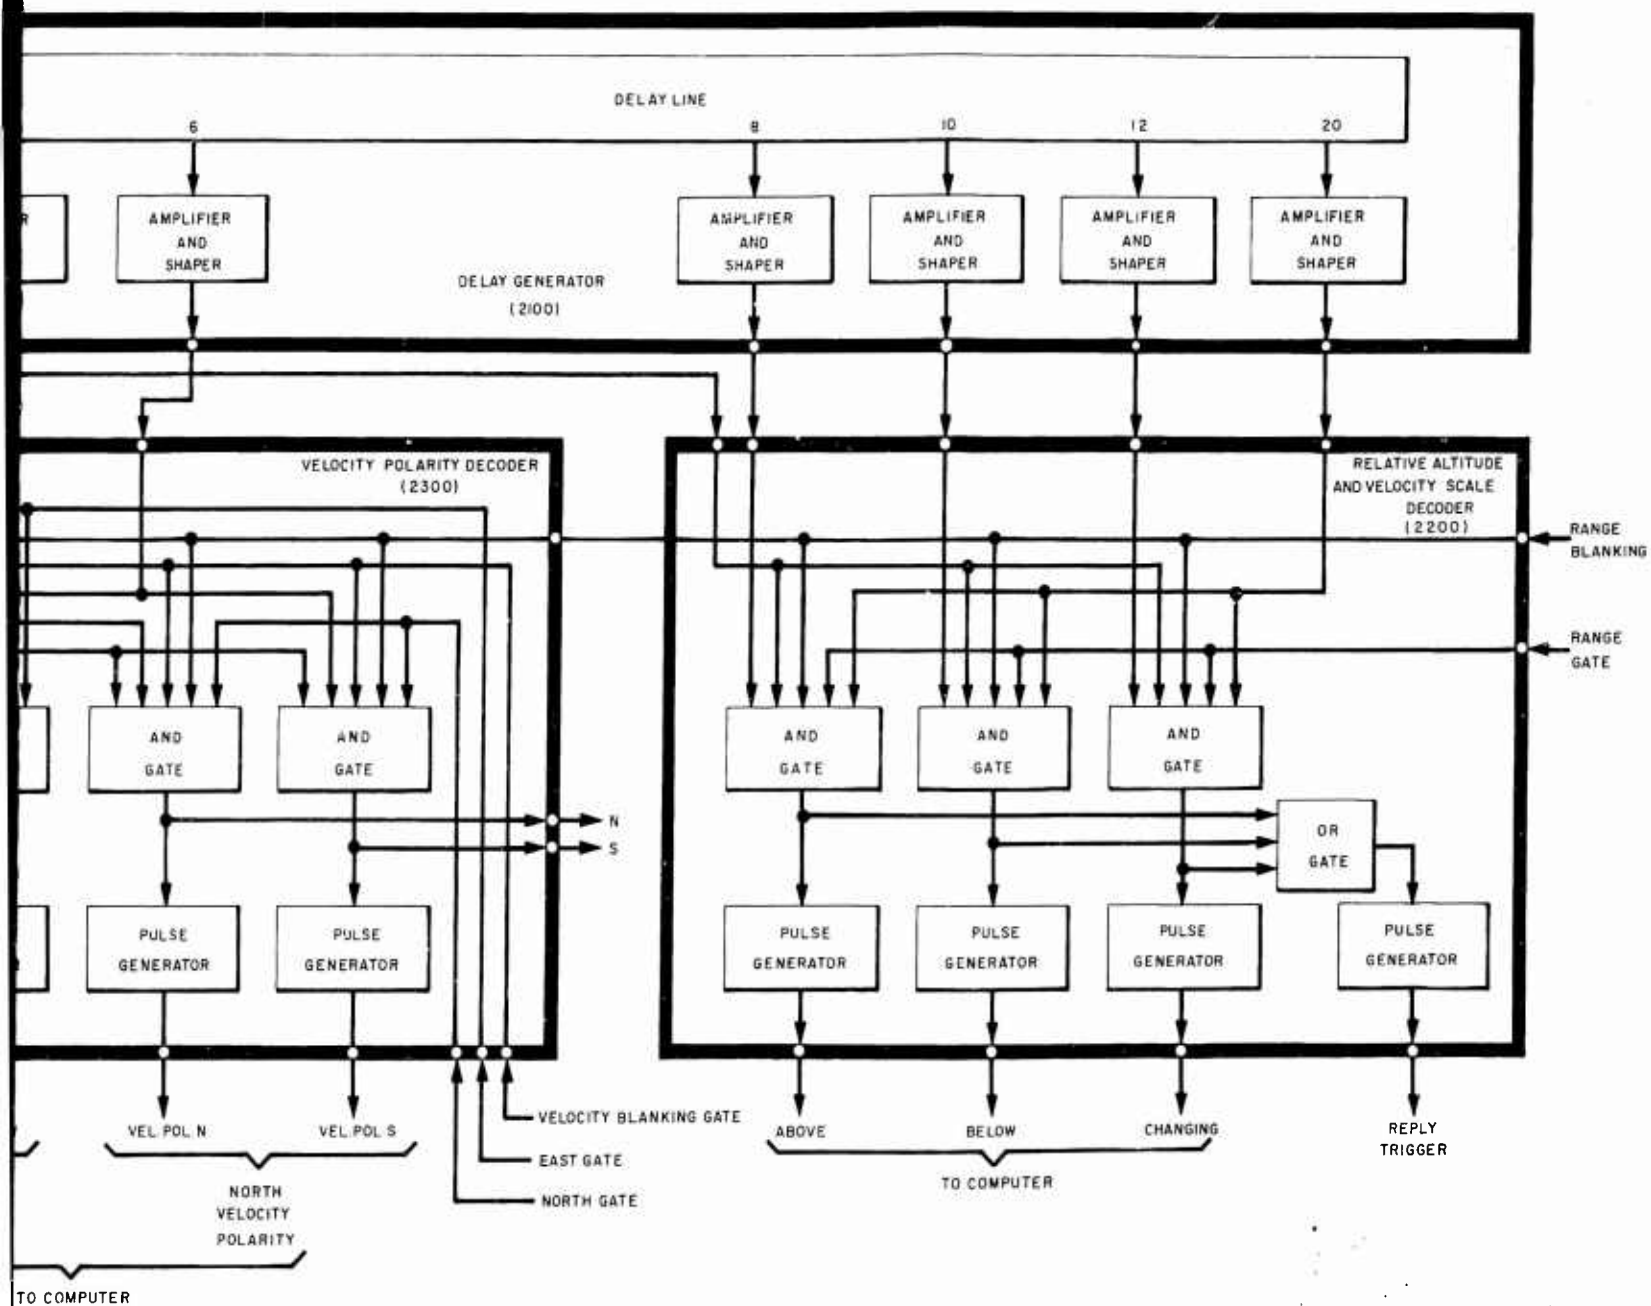 DELAY LINE
6
8
10
12
20
R
AMPLIFIER
AND
SHAPER
AMPLIFIER
AND
SHAPER
AMPLIFIER
AND
SHAPER
AMPLIFIER
AND
SHAPER
AMPLIFIER
AND
SHAPER
DELAY GENERATOR
(2100)
VELOCITY POLARITY DECODER
(2300)
RELATIVE ALTITUDE
AND VELOCITY SCALE
DECODER
(2200)
RANGE
BLANKING
RANGE
GATE
AND
GATE
AND
GATE
AND
GATE
AND
GATE
AND
GATE
N
S
OR
GATE
PULSE
GENERATOR
PULSE
GENERATOR
PULSE
GENERATOR
PULSE
GENERATOR
PULSE
GENERATOR
PULSE
GENERATOR
VEL.POL.N
VEL.POL S
VELOCITY BLANKING GATE
EAST GATE
NORTH GATE
ABOVE
BELOW
CHANGING
REPLY
TRIGGER
TO COMPUTER
NORTH
VELOCITY
POLARITY
TO COMPUTER